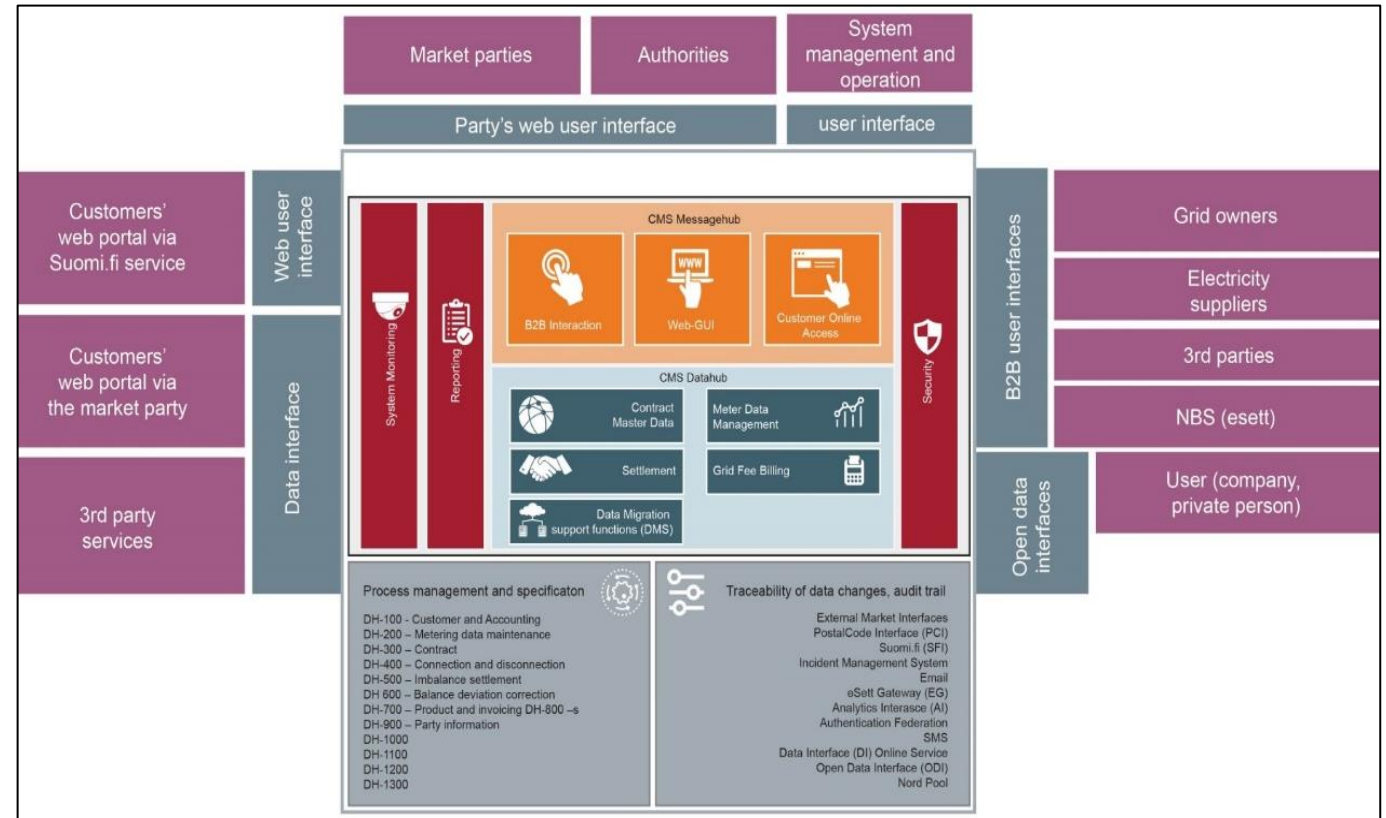 Market parties
Authorities
System
management and
operation
Party's web user interface
user interface
Customers'
web portal via
Suomi.fi service
Web user
interface
Customers'
web portal via
the market party
3rd party
services
Data interface
System Monitoring
Reporting
CMS Messagehub
B2B Interaction
WWW
Web-GUI
Customer Online
Access
CMS Datahub
Contract
Master Data
Meter Data
Management
Settlement
Grid Fee Billing
Data Migration
support functions (DMS)
Security
B2B user interfaces
Grid owners
Electricity
suppliers
3rd parties
NBS (esett)
Open data
interfaces
User (company,
private person)
Process management and specificaton
DH-100 - Customer and Accounting
DH-200 – Metering data maintenance
DH-300 – Contract
DH-400 – Connection and disconnection
DH-500 – Imbalance settlement
DH 600 – Balance deviation correction
DH-700 – Product and invoicing DH-800 –s
DH-900 – Party information
DH-1000
DH-1100
DH-1200
DH-1300
Traceability of data changes, audit trail
External Market Interfaces
PostalCode Interface (PCI)
Suomi.fi (SFI)
Incident Management System
Email
eSett Gateway (EG)
Analytics Interasce (AI)
Authentication Federation
SMS
Data Interface (DI) Online Service
Open Data Interface (ODI)
Nord Pool